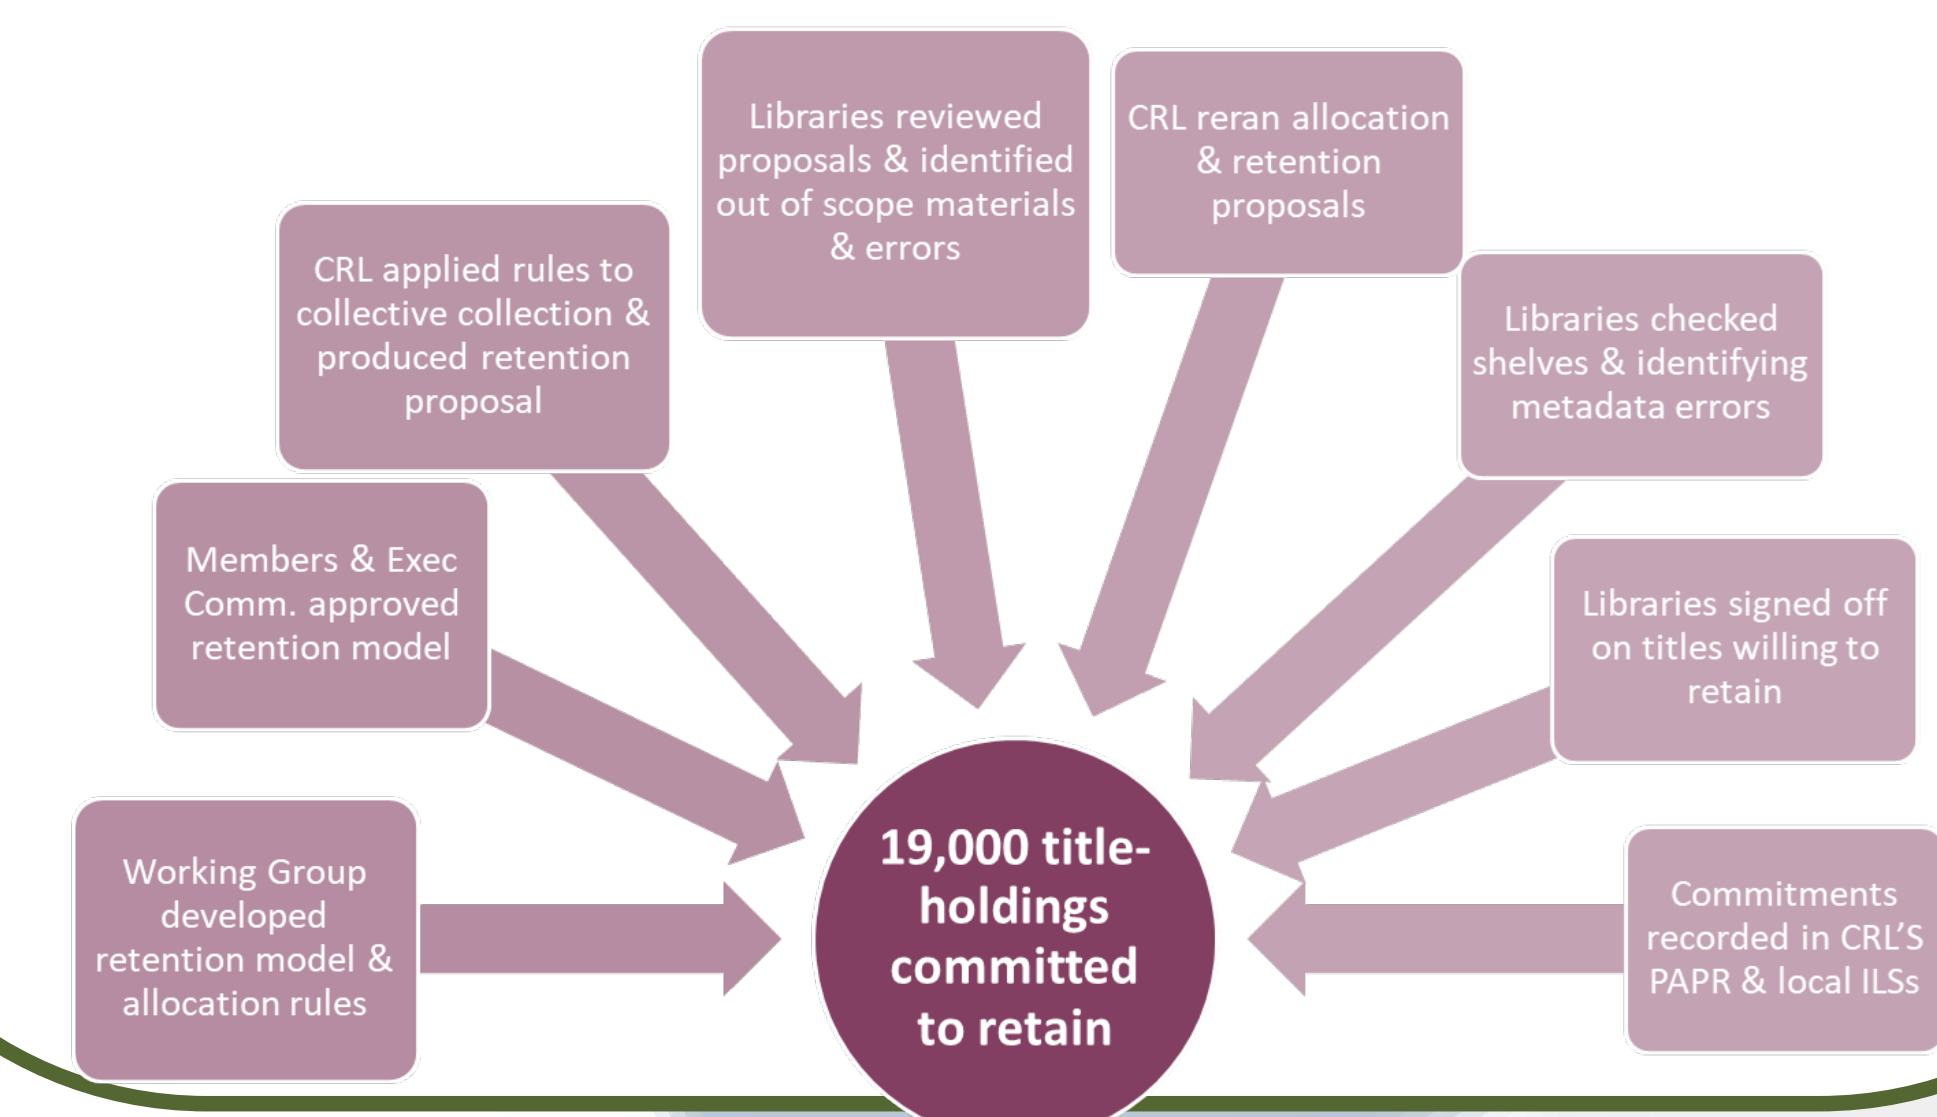 Working Group
developed
retention model &
allocation rules
Members & Exec
Comm. approved
retention model
CRL applied rules to
collective collection &
produced retention
proposal
Libraries reviewed
proposals & identified
out of scope materials
& errors
CRL reran allocation
& retention
proposals
Libraries checked
shelves & identifying
metadata errors
Libraries signed off
on titles willing to
retain
Commitments
recorded in CRL’S
PAPR & local ILSs
19,000 title-
holdings
committed
to retain